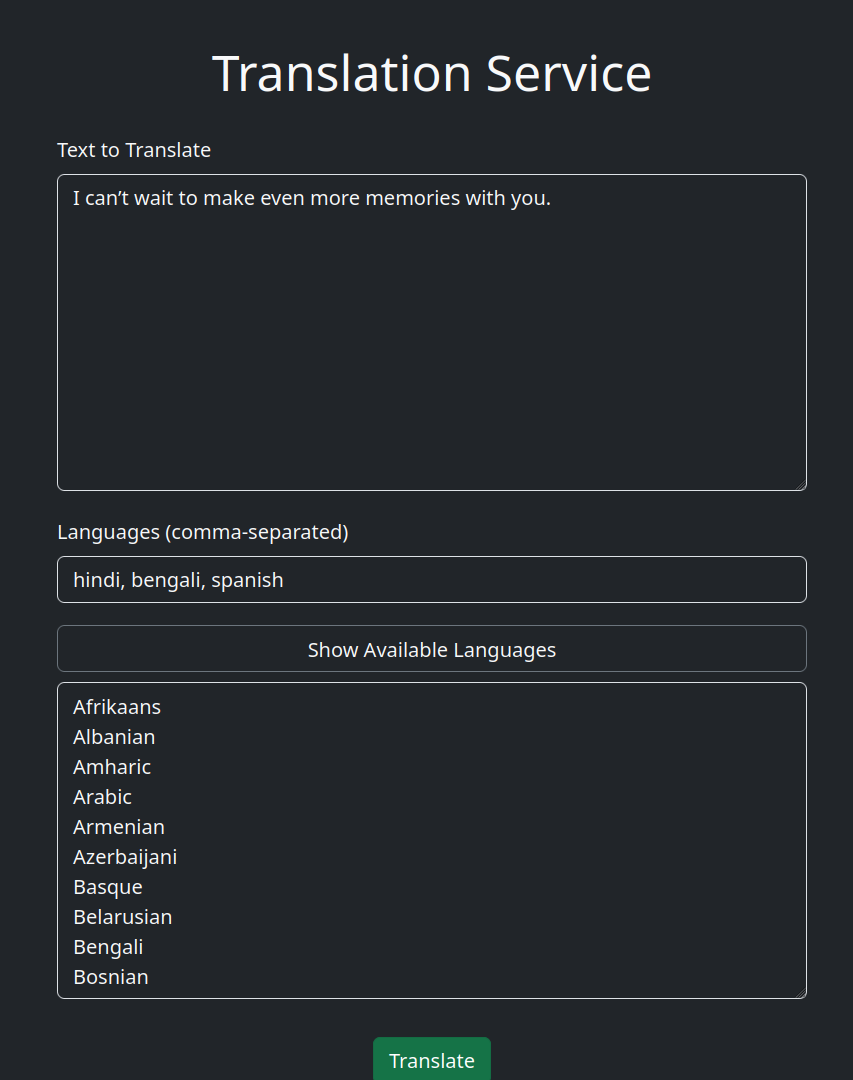 Translation Service
Text to Translate
I can’t wait to make even more memories with you.
Languages (comma-separated)
hindi, bengali, spanish
Show Available Languages
Afrikaans
Albanian
Amharic
Arabic
Armenian
Azerbaijani
Basque
Belarusian
Bengali
Bosnian
Translate